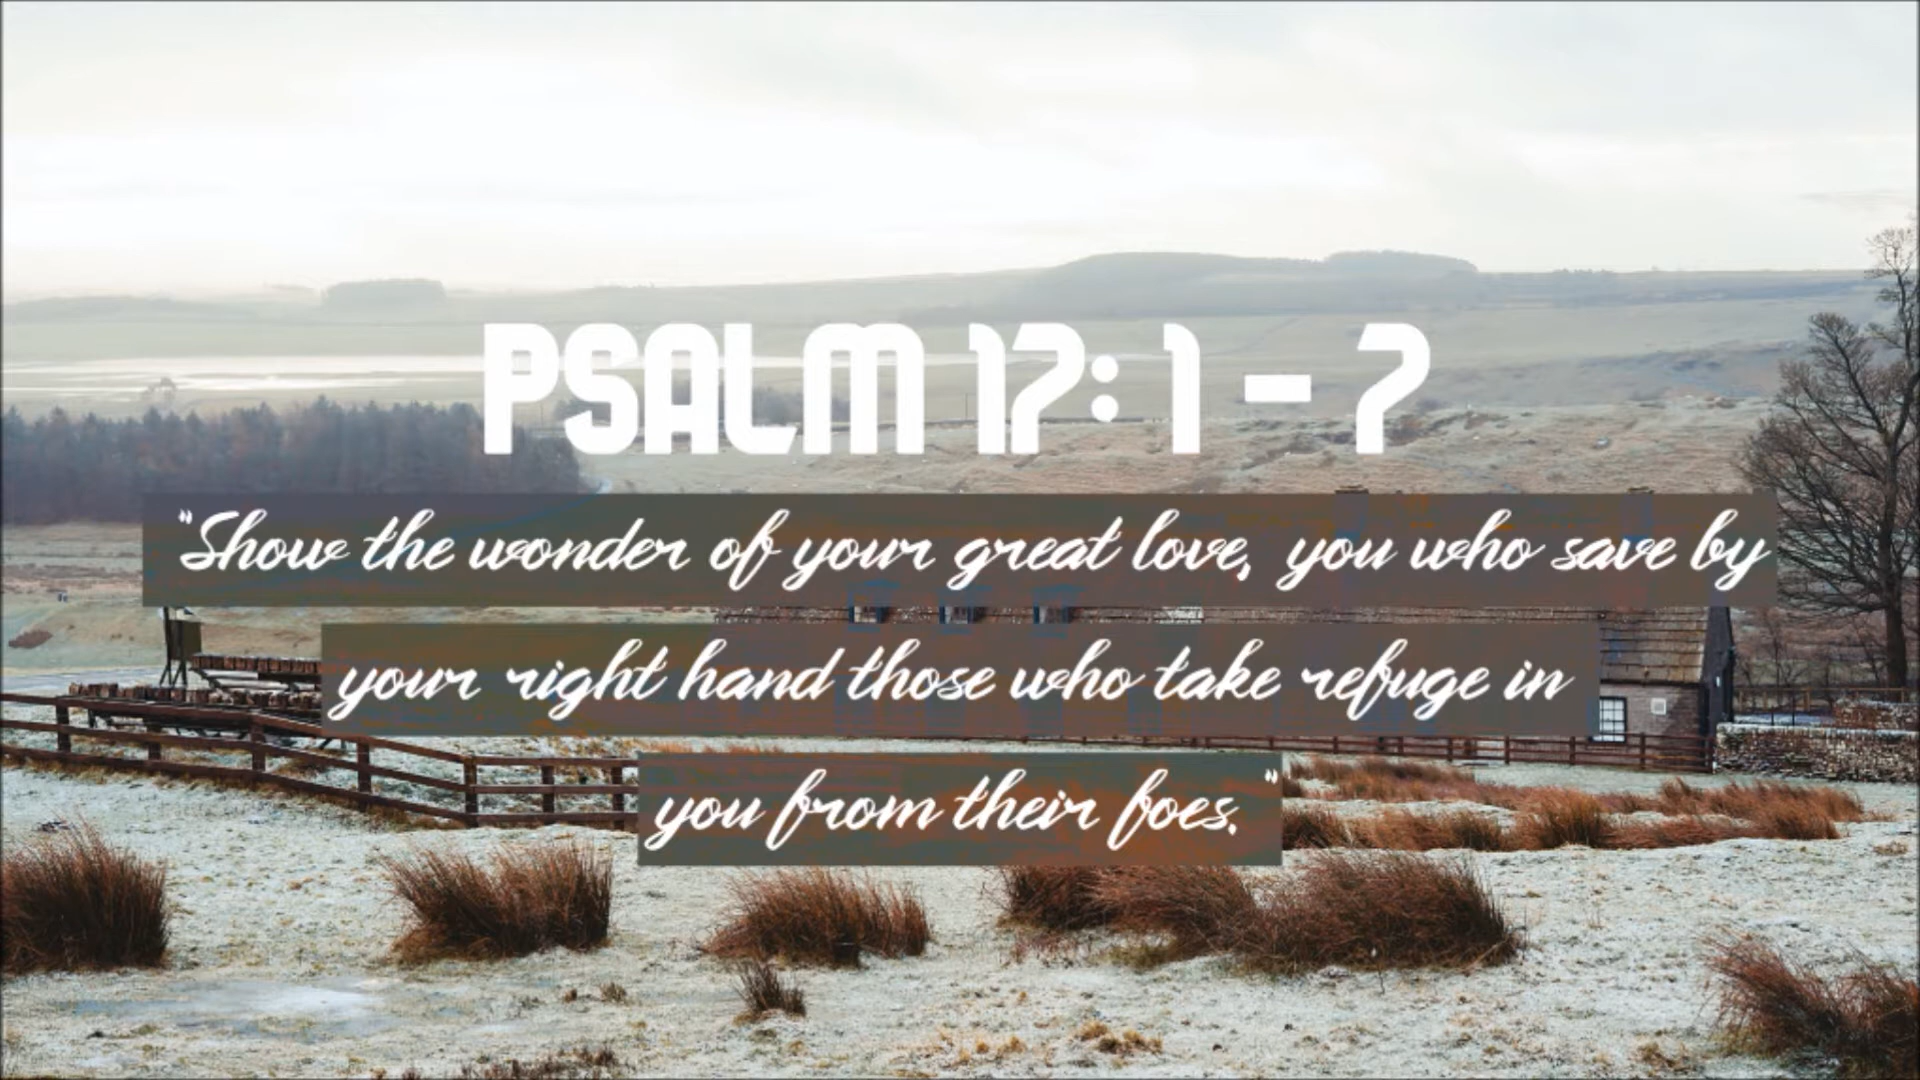 PSALM 17: 1 - 7
"Show the wonder of your great love, you who save by
your right hand those who take refuge in
you from their foes."